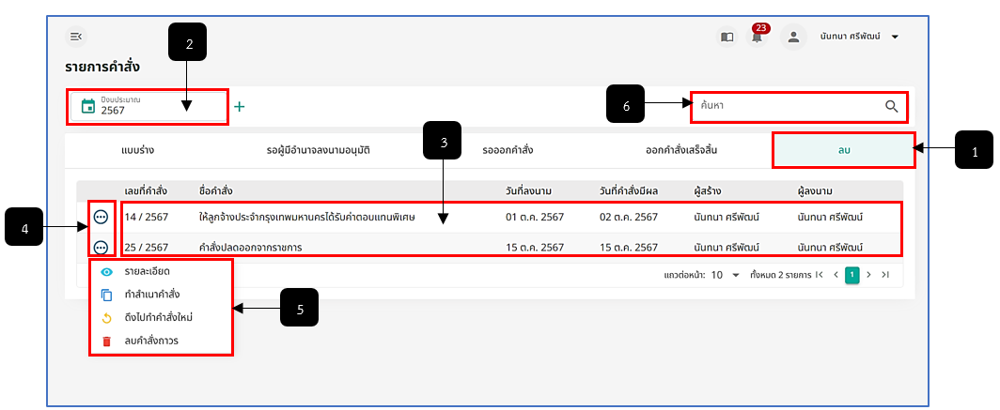 23
นันทนา ศรีพัฒน์
2
รายการคำสั่ง
ปีงบประมาณ
2567
6
ค้นหา
แบบร่าง รอผู้มีอำนาจลงนามอนุมัติ รอออกคำสั่ง ออกคำสั่งเสร็จสิ้น ลบ
3
1
เลขที่คำสั่ง ชื่อคำสั่ง วันที่ลงนาม วันที่คำสั่งมีผล ผู้สร้าง ผู้ลงนาม
14 / 2567 ให้ลูกจ้างประจำกรุงเทพมหานครได้รับค่าตอบแทนพิเศษ 01 ต.ค. 2567 02 ต.ค. 2567 นันทนา ศรีพัฒน์ นันทนา ศรีพัฒน์
4
25 / 2567 คำสั่งปลดออกจากราชการ 15 ต.ค. 2567 15 ต.ค. 2567 นันทนา ศรีพัฒน์ นันทนา ศรีพัฒน์
แถวต่อหน้า: 10 ทั้งหมด 2 รายการ 1
รายละเอียด
ทำสำเนาคำสั่ง
ดึงไปทำคำสั่งใหม่
ลบคำสั่งถาวร
5